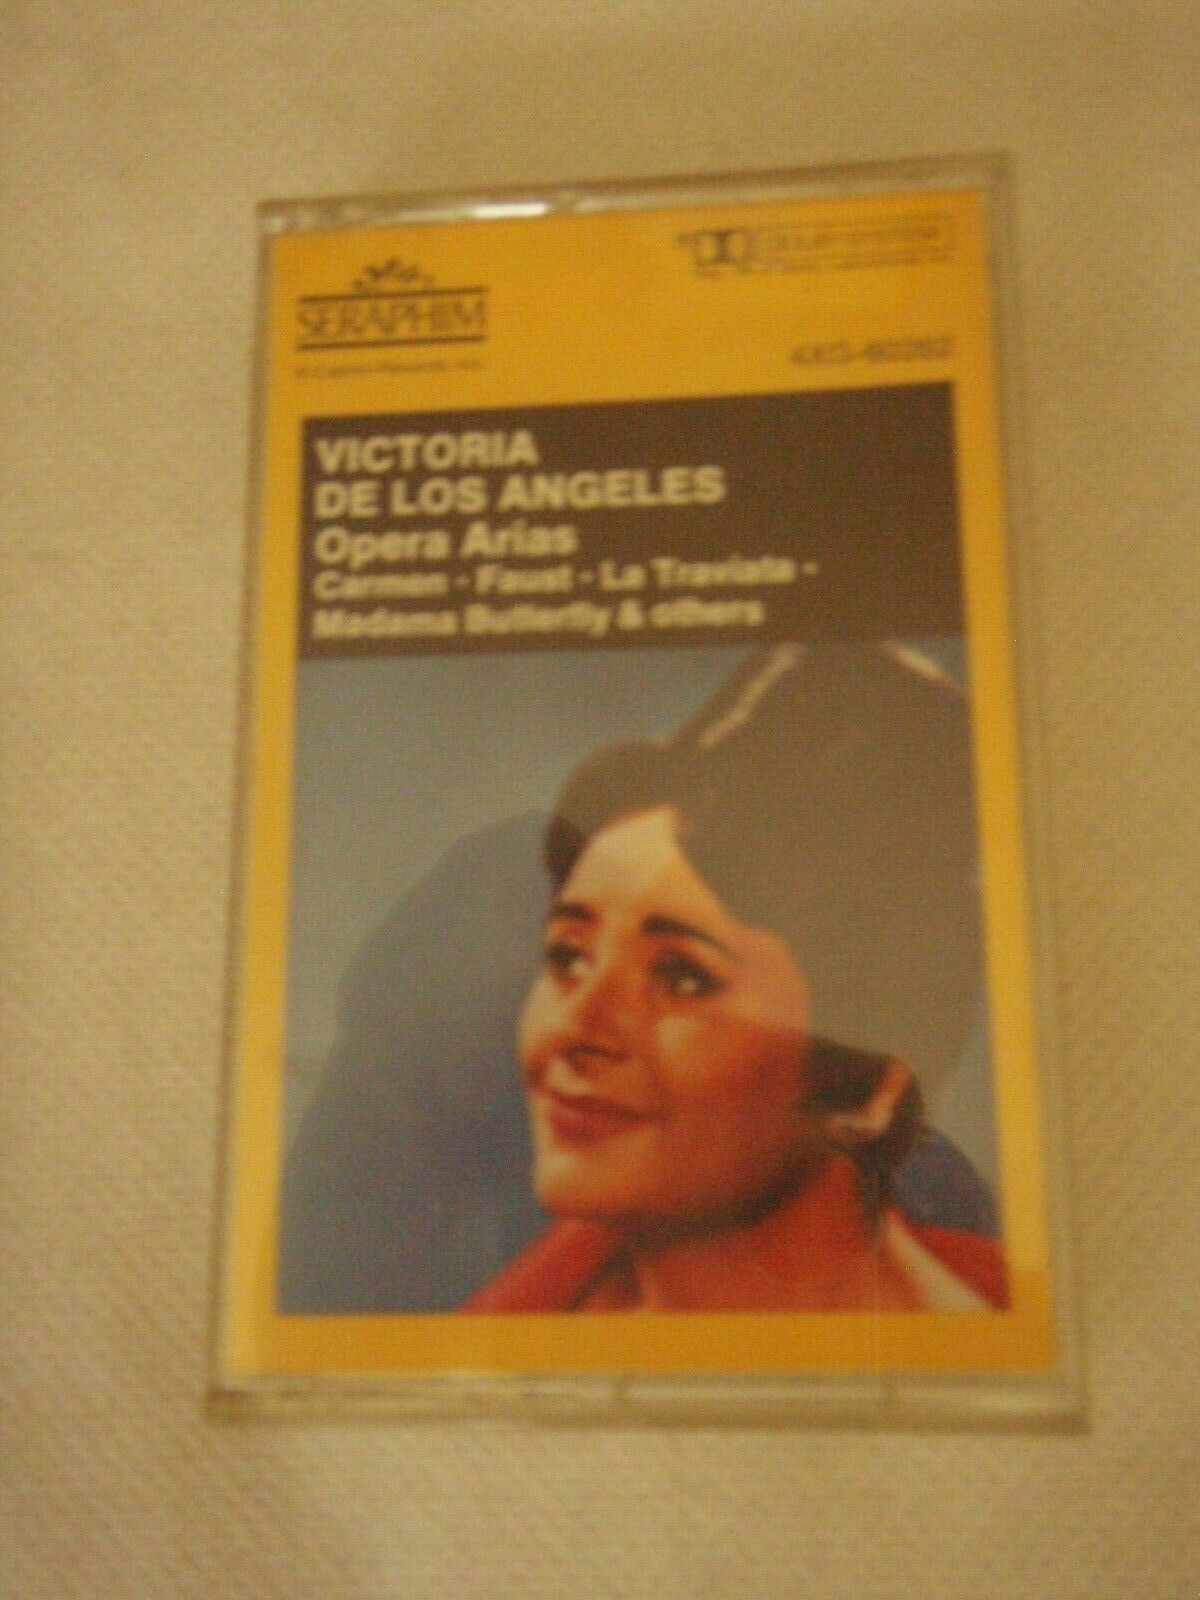 SERAPHIM
VICTORIA
DE LOS ANGELES
Opera Arias
Carmen · Faust · La Traviata ·
Madama Butterfly & others